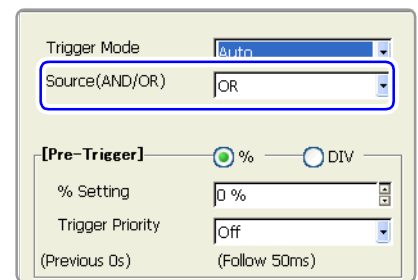 Trigger Mode Auto
Source(AND/OR) OR
[Pre-Trigger] % DIV
% Setting 0 %
Trigger Priority Off
(Previous 0s) (Follow 50ms)